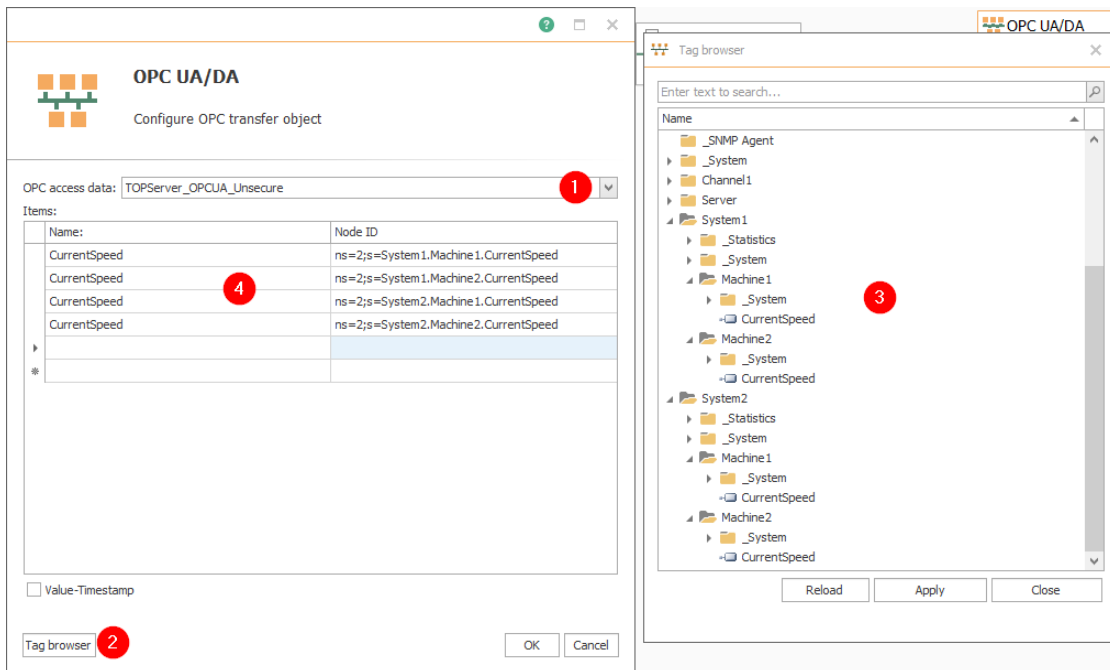 ?
OPC UA/DA
Configure OPC transfer object
OPC access data: TOPServer_OPCUA_Unsecure 1
Items:
Name: Node ID
CurrentSpeed ns=2;s=System1.Machine1.CurrentSpeed
CurrentSpeed ns=2;s=System1.Machine2.CurrentSpeed
CurrentSpeed ns=2;s=System2.Machine1.CurrentSpeed
CurrentSpeed ns=2;s=System2.Machine2.CurrentSpeed
4
Value-Timestamp
Tag browser 2 OK Cancel
OPC UA/DA
Tag browser
Enter text to search...
Name
_SNMP Agent
_System
Channel1
Server
System1
_Statistics
_System
Machine1
_System
CurrentSpeed
Machine2
_System
CurrentSpeed
System2
_Statistics
_System
Machine1
_System
CurrentSpeed
Machine2
_System
CurrentSpeed
3
Reload Apply Close